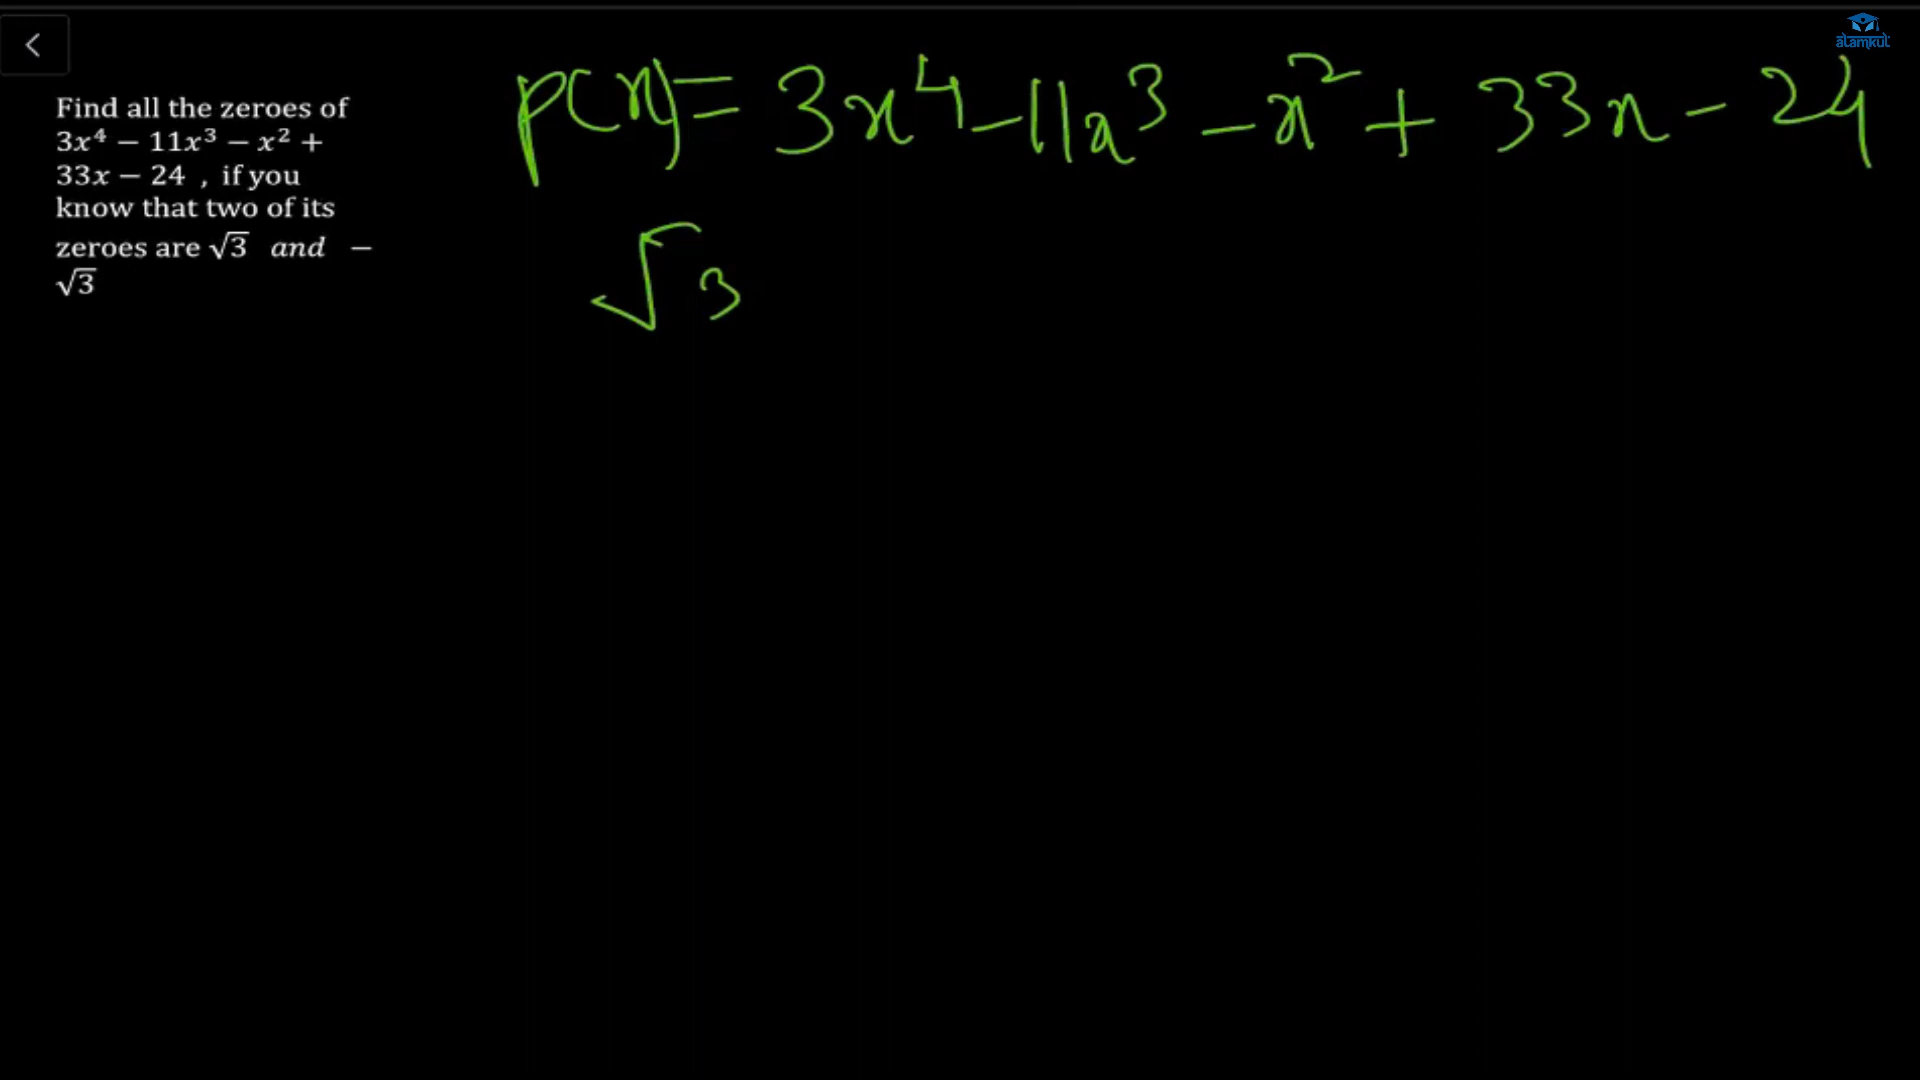 alamkul
p(x) = 3x⁴ - 11x³ - x² + 33x - 24
Find all the zeroes of
3x⁴ − 11x³ − x² +
33x − 24 , if you
know that two of its
zeroes are √3 and −
√3
√3